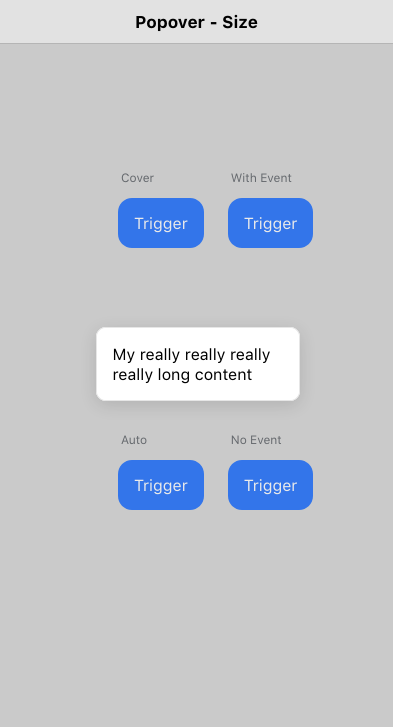 Popover - Size
Cover
With Event
Trigger
Trigger
My really really really
really long content
Auto
No Event
Trigger
Trigger